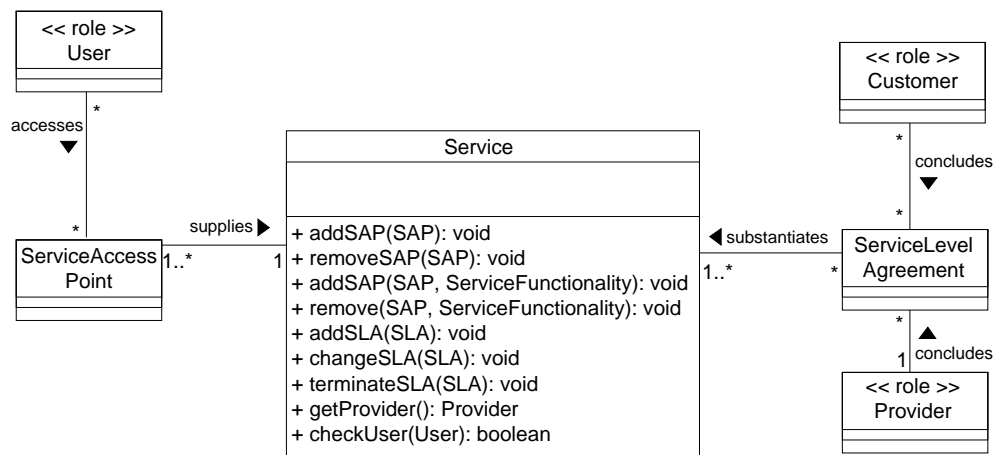 << role >>
User
*
accesses
*
ServiceAccess
Point
supplies
1..*
1
Service
+ addSAP(SAP): void
+ removeSAP(SAP): void
+ addSAP(SAP, ServiceFunctionality): void
+ remove(SAP, ServiceFunctionality): void
+ addSLA(SLA): void
+ changeSLA(SLA): void
+ terminateSLA(SLA): void
+ getProvider(): Provider
+ checkUser(User): boolean
substantiates
1..*
*
<< role >>
Customer
*
concludes
*
ServiceLevel
Agreement
*
1
concludes
<< role >>
Provider